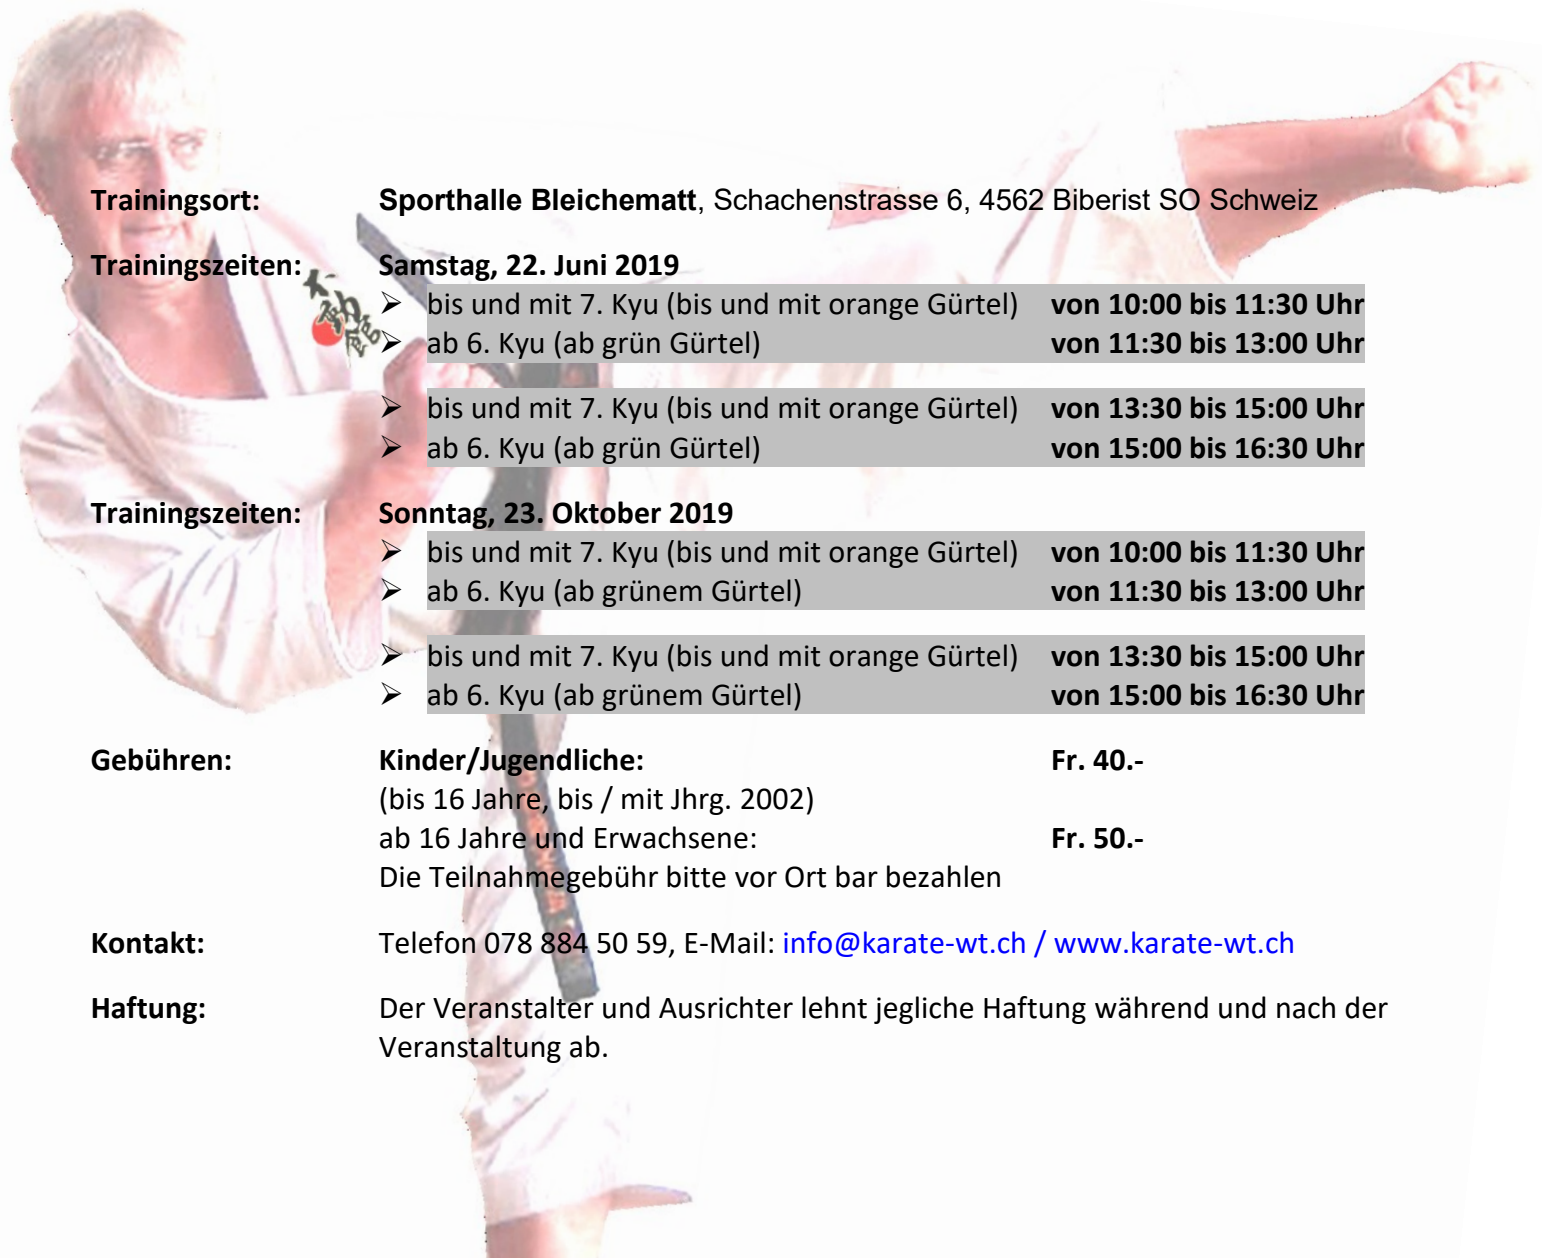 Trainingsort: Sporthalle Bleichematt, Schachenstrasse 6, 4562 Biberist SO Schweiz
Trainingszeiten: Samstag, 22. Juni 2019
➢ bis und mit 7. Kyu (bis und mit orange Gürtel) von 10:00 bis 11:30 Uhr
➢ ab 6. Kyu (ab grün Gürtel) von 11:30 bis 13:00 Uhr
➢ bis und mit 7. Kyu (bis und mit orange Gürtel) von 13:30 bis 15:00 Uhr
➢ ab 6. Kyu (ab grün Gürtel) von 15:00 bis 16:30 Uhr
Trainingszeiten: Sonntag, 23. Oktober 2019
➢ bis und mit 7. Kyu (bis und mit orange Gürtel) von 10:00 bis 11:30 Uhr
➢ ab 6. Kyu (ab grünem Gürtel) von 11:30 bis 13:00 Uhr
➢ bis und mit 7. Kyu (bis und mit orange Gürtel) von 13:30 bis 15:00 Uhr
➢ ab 6. Kyu (ab grünem Gürtel) von 15:00 bis 16:30 Uhr
Gebühren: Kinder/Jugendliche: Fr. 40.-
(bis 16 Jahre, bis / mit Jhrg. 2002)
ab 16 Jahre und Erwachsene: Fr. 50.-
Die Teilnahmegebühr bitte vor Ort bar bezahlen
Kontakt: Telefon 078 884 50 59, E-Mail: info@karate-wt.ch / www.karate-wt.ch
Haftung: Der Veranstalter und Ausrichter lehnt jegliche Haftung während und nach der
Veranstaltung ab.